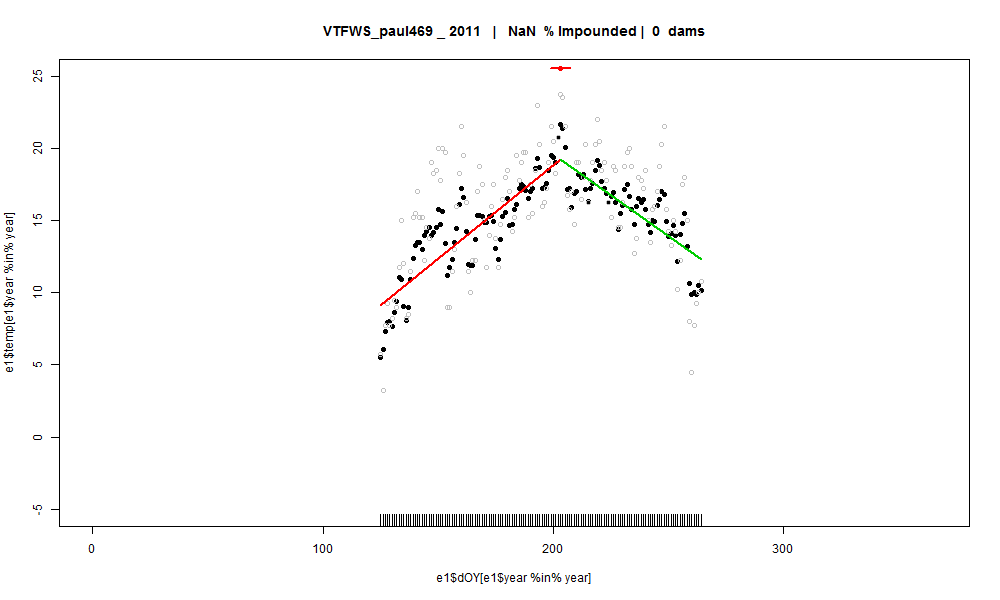 VTFWS_paul469 _ 2011 | NaN % Impounded | 0 dams
25
20
15
10
5
0
-5
e1$temp[e1$year %in% year]
0 100 200 300
e1$dOY[e1$year %in% year]